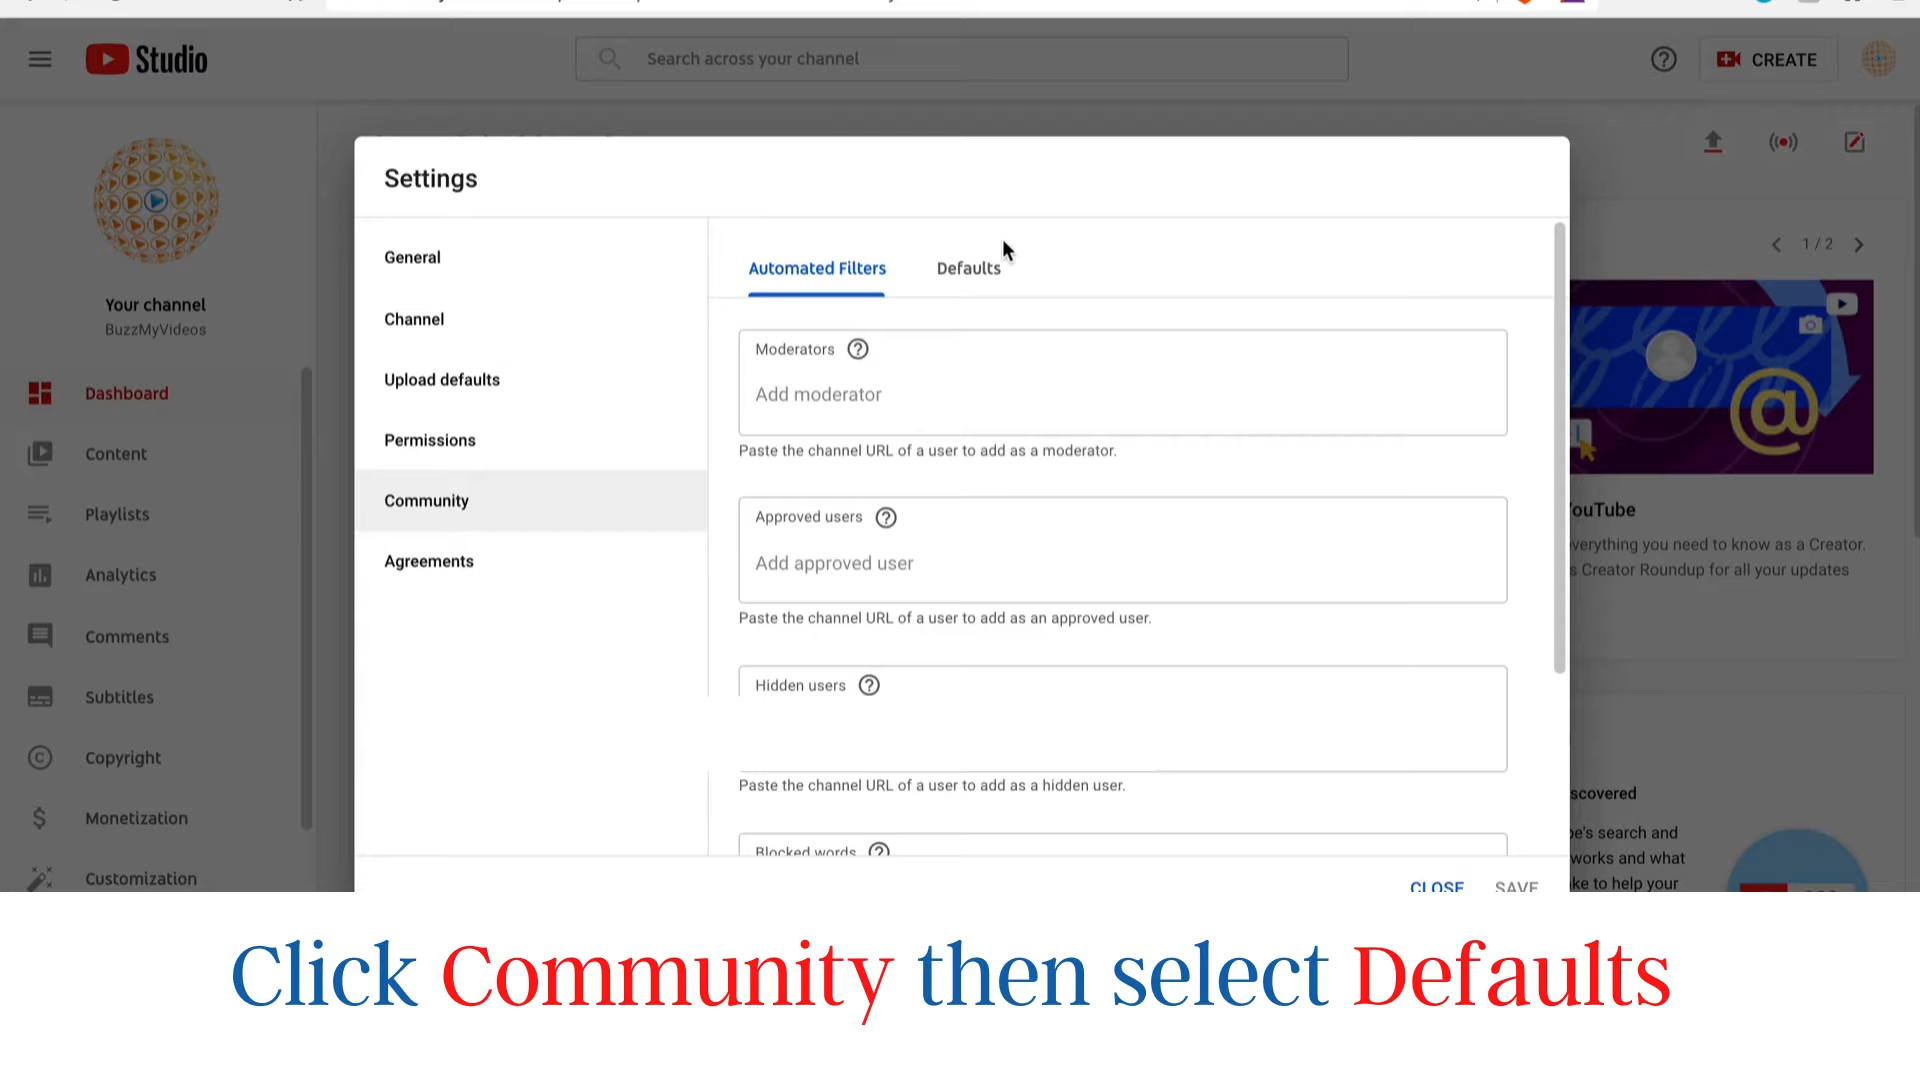 Studio
Search across your channel
CREATE
Your channel
BuzzMyVideos
Dashboard
Content
Playlists
Analytics
Comments
Subtitles
Copyright
Monetization
Customization
Settings
General
Channel
Upload defaults
Permissions
Community
Agreements
Automated Filters
Defaults
Moderators
Add moderator
Paste the channel URL of a user to add as a moderator.
Approved users
Add approved user
Paste the channel URL of a user to add as an approved user.
Hidden users
Paste the channel URL of a user to add as a hidden user.
Blocked words
CLOSE SAVE
1 / 2
@
ouTube
verything you need to know as a Creator.
s Creator Roundup for all your updates
scovered
be's search and
works and what
ke to help your
Click Community then select Defaults